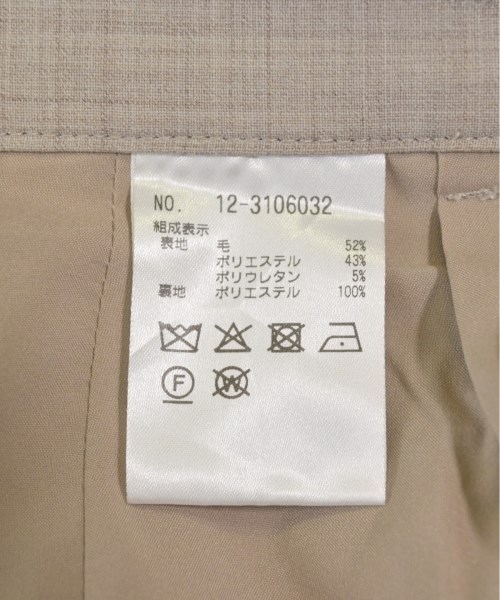 NO. 12-3106032
組成表示
表地 毛 52%
ポリエステル 43%
ポリウレタン 5%
裏地 ポリエステル 100%
F W